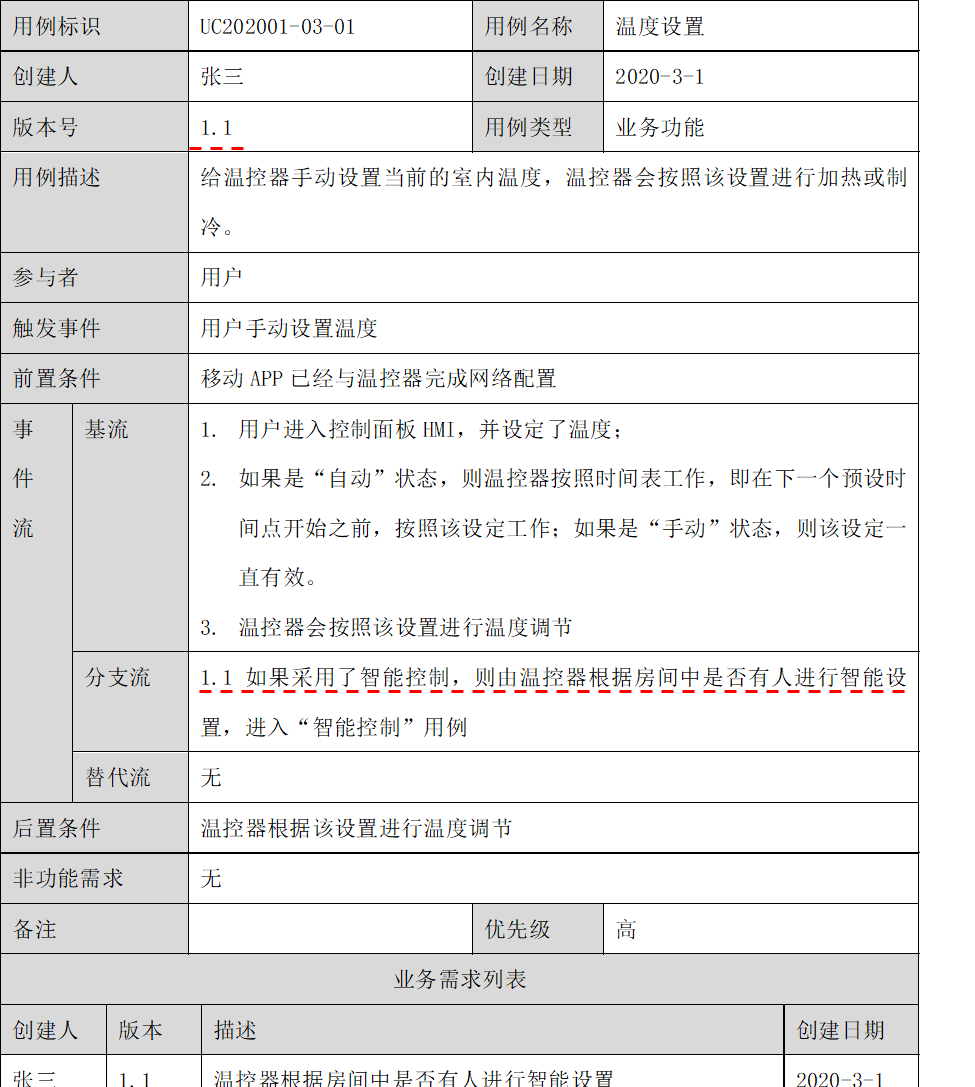 用例标识 UC202001-03-01 用例名称 温度设置
创建人 张三 创建日期 2020-3-1
版本号 1.1 用例类型 业务功能
用例描述 给温控器手动设置当前的室内温度，温控器会按照该设置进行加热或制
冷。
参与者 用户
触发事件 用户手动设置温度
前置条件 移动 APP 已经与温控器完成网络配置
事 基流 1. 用户进入控制面板 HMI，并设定了温度；
件 2. 如果是“自动”状态，则温控器按照时间表工作，即在下一个预设时
流 间点开始之前，按照该设定工作；如果是“手动”状态，则该设定一
直有效。
3. 温控器会按照该设置进行温度调节
分支流 1.1 如果采用了智能控制，则由温控器根据房间中是否有人进行智能设
置，进入“智能控制”用例
替代流 无
后置条件 温控器根据该设置进行温度调节
非功能需求 无
备注 优先级 高
业务需求列表
创建人 版本 描述 创建日期
张三 1.1 温控器根据房间中是否有人进行智能设置 2020-3-1